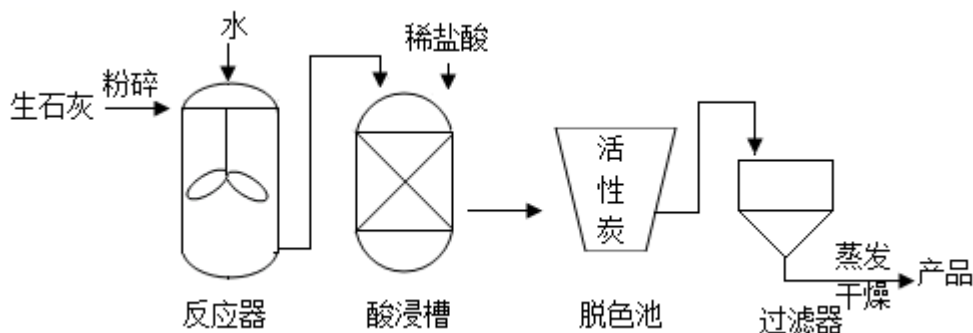 水
稀盐酸
生石灰
粉碎
活
性
炭
蒸发
干燥
产品
反应器
酸浸槽
脱色池
过滤器